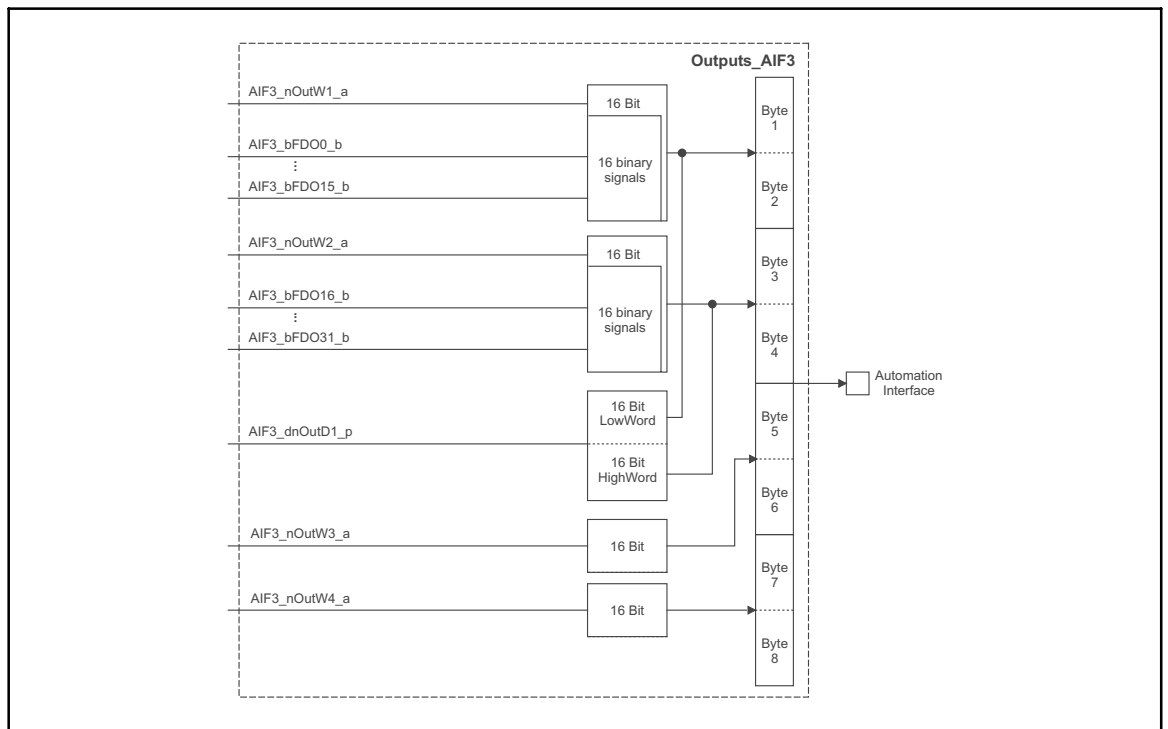 Outputs_AIF3
AIF3_nOutW1_a
16 Bit
AIF3_bFDO0_b
16 binary
signals
AIF3_bFDO15_b
Byte
1
Byte
2
AIF3_nOutW2_a
16 Bit
AIF3_bFDO16_b
16 binary
signals
AIF3_bFDO31_b
Byte
3
Byte
4
Automation
Interface
16 Bit
LowWord
AIF3_dnOutD1_p
16 Bit
HighWord
Byte
5
Byte
6
AIF3_nOutW3_a
16 Bit
AIF3_nOutW4_a
16 Bit
Byte
7
Byte
8